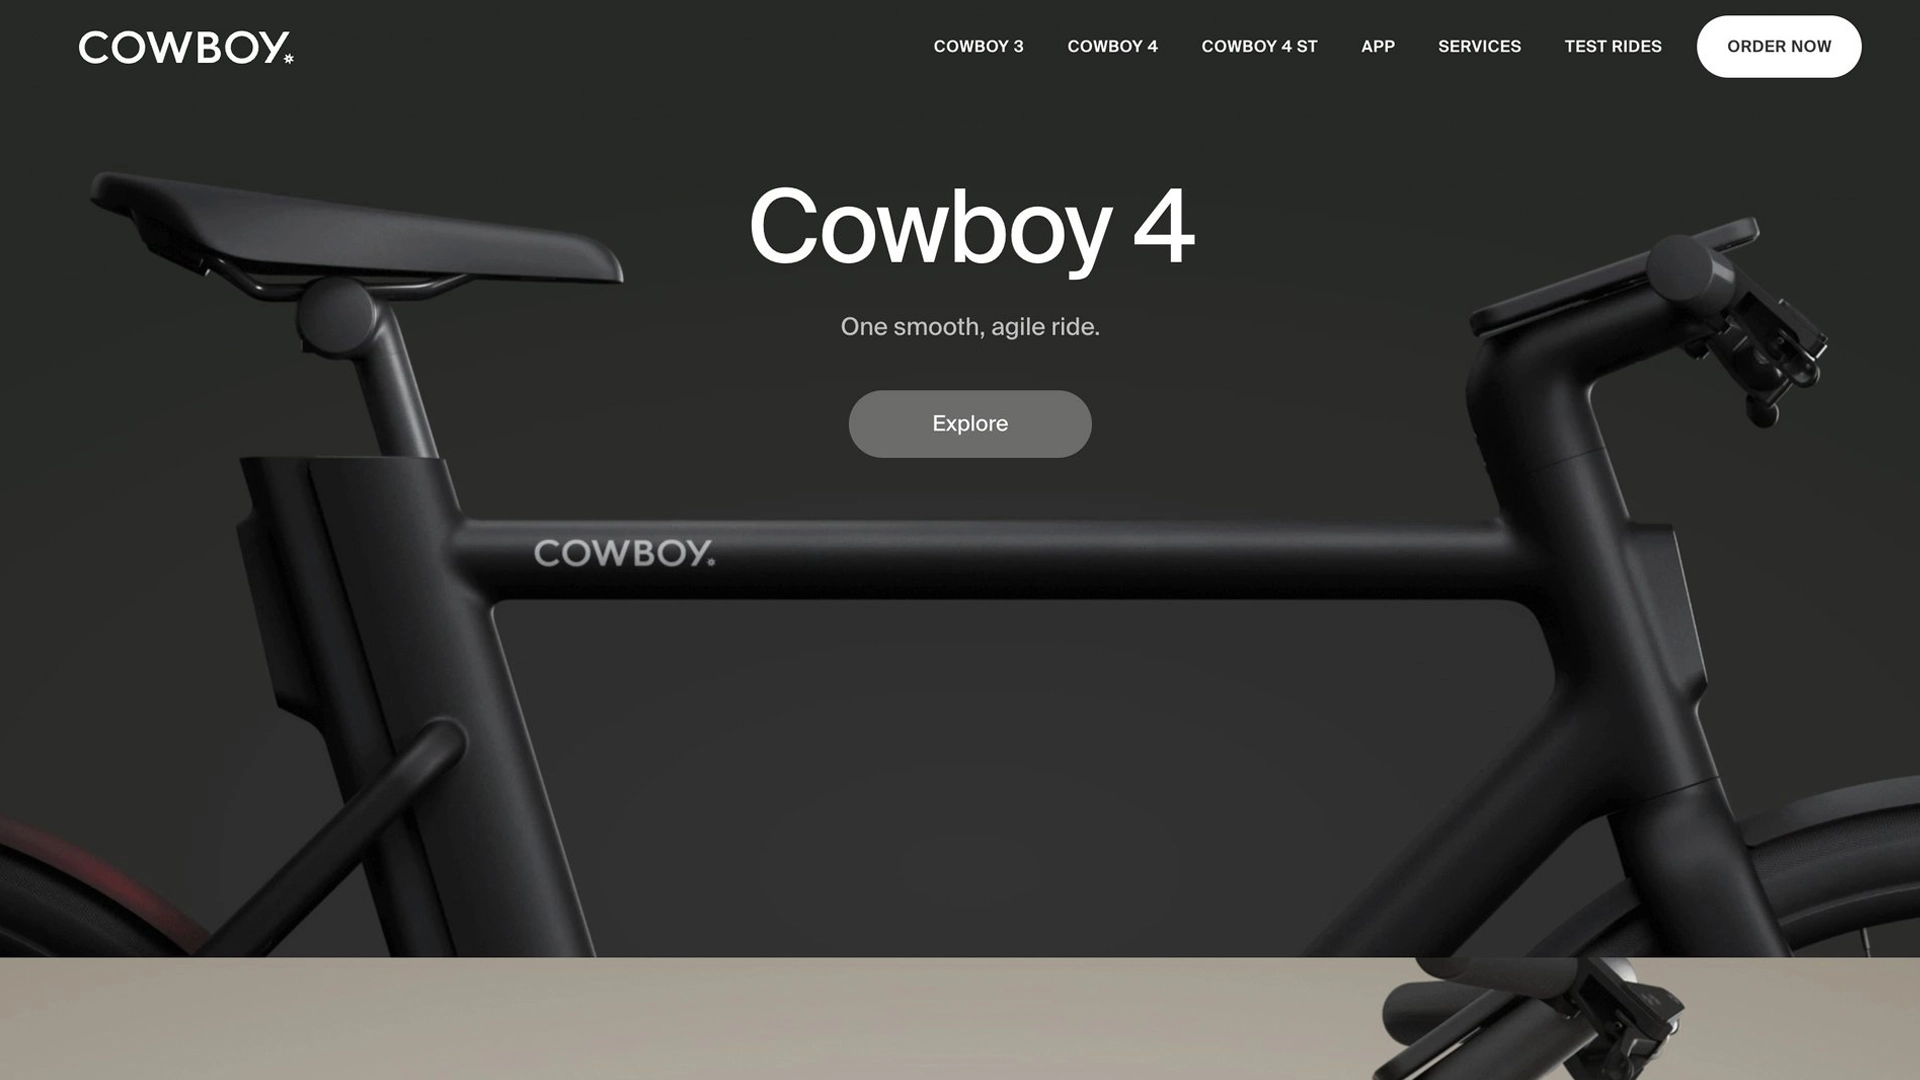 COWBOY
COWBOY 3
COWBOY 4
COWBOY 4 ST
APP
SERVICES
TEST RIDES
ORDER NOW
Cowboy 4
One smooth, agile ride.
Explore
COWBOY